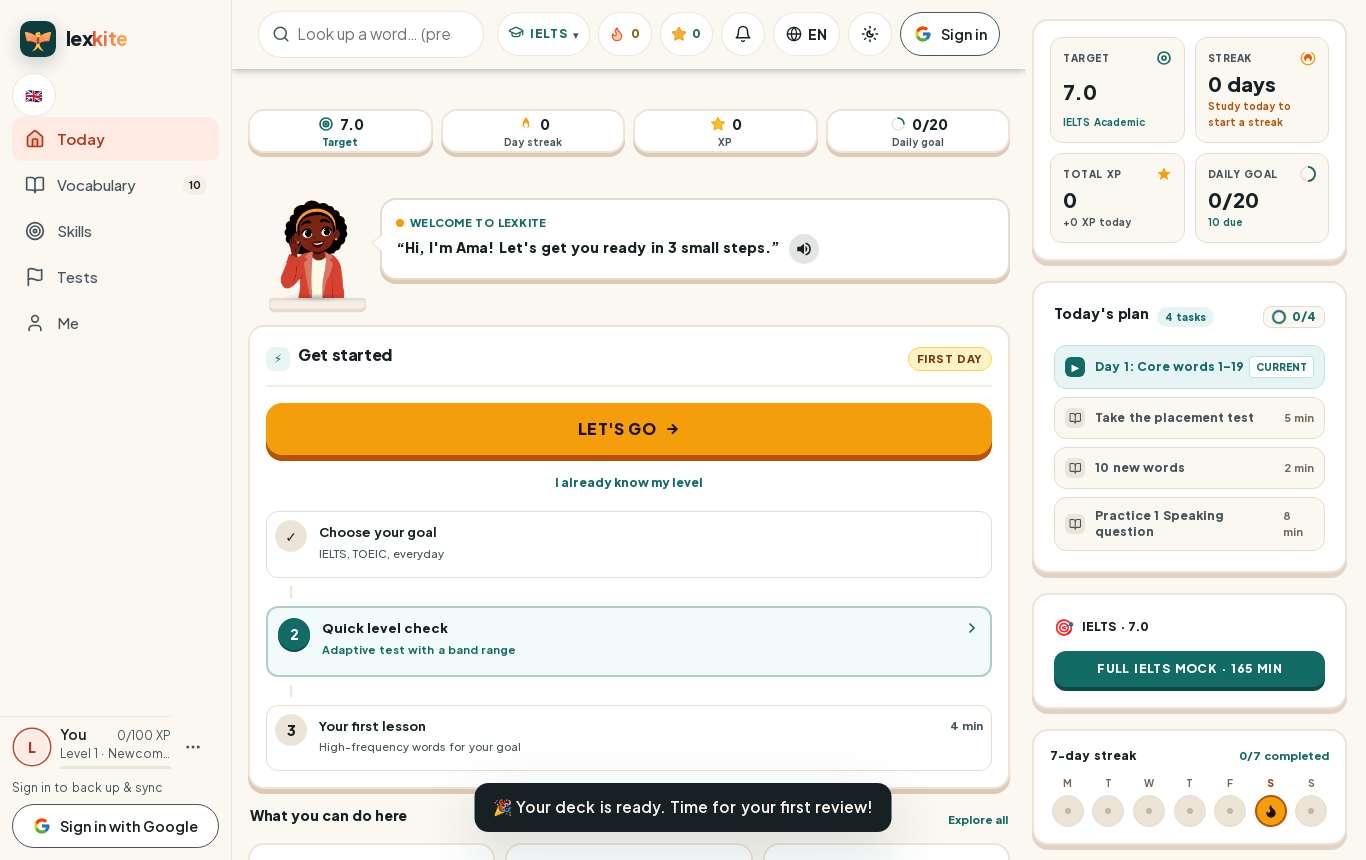 lexkite
Today
Vocabulary 10
Skills
Tests
Me
You 0/100 XP
Level 1 · Newcom…
Sign in to back up & sync
Sign in with Google
Look up a word... (pre
IELTS ▾
0
0
EN
Sign in
7.0
Target
0
Day streak
0
XP
0/20
Daily goal
WELCOME TO LEXKITE
“Hi, I'm Ama! Let's get you ready in 3 small steps.”
Get started
FIRST DAY
LET'S GO →
I already know my level
✓
Choose your goal
IELTS, TOEIC, everyday
2
Quick level check
Adaptive test with a band range
3
Your first lesson
4 min
High-frequency words for your goal
🎉 Your deck is ready. Time for your first review!
What you can do here
Explore all
TARGET
7.0
IELTS Academic
STREAK
0 days
Study today to
start a streak
TOTAL XP
0
+0 XP today
DAILY GOAL
0/20
10 due
Today's plan 4 tasks 0/4
Day 1: Core words 1–19 CURRENT
Take the placement test 5 min
10 new words 2 min
Practice 1 Speaking question 8 min
IELTS · 7.0
FULL IELTS MOCK · 165 MIN
7-day streak 0/7 completed
M T W T F S S
L